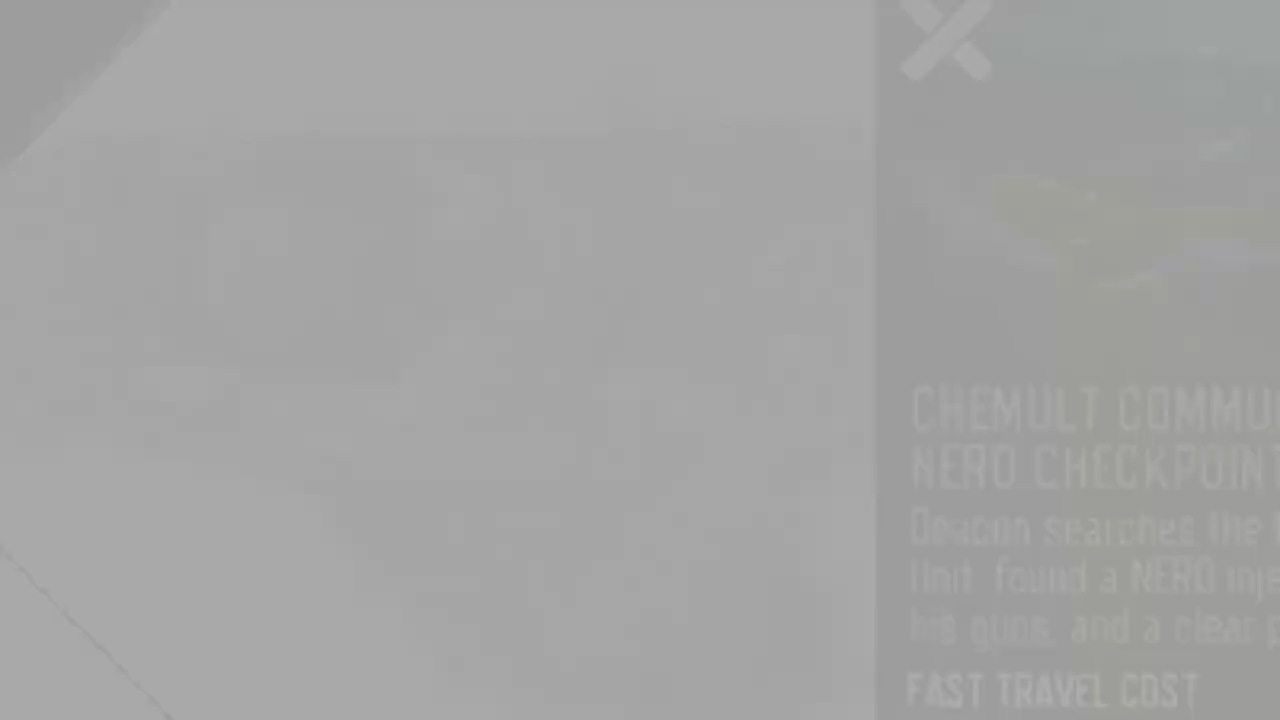 CHEMULT COMMU
NERO CHECKPOINT
Deacon searches the
Unit found a NERO inje
his guns, and a clear p
FAST TRAVEL COST